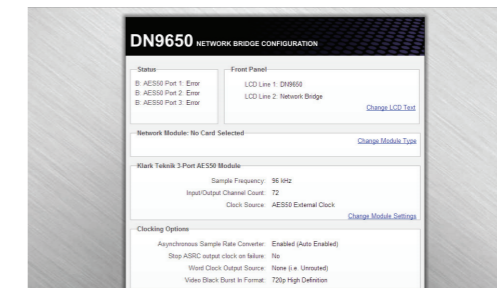 DN9650 NETWORK BRIDGE CONFIGURATION
Status
B: AES50 Port 1: Error
B: AES50 Port 2: Error
B: AES50 Port 3: Error
Front Panel
LCD Line 1: DN9650
LCD Line 2: Network Bridge
Change LCD Text
Network Module: No Card Selected
Change Module Type
Klark Teknik 3-Port AES50 Module
Sample Frequency: 96 kHz
Input/Output Channel Count: 72
Clock Source: AES50 External Clock
Change Module Settings
Clocking Options
Asynchronous Sample Rate Converter: Enabled (Auto Enabled)
Stop ASRC output clock on failure: No
Word Clock Output Source: None (i.e. Unrouted)
Video Black Burst In Format: 720p High Definition